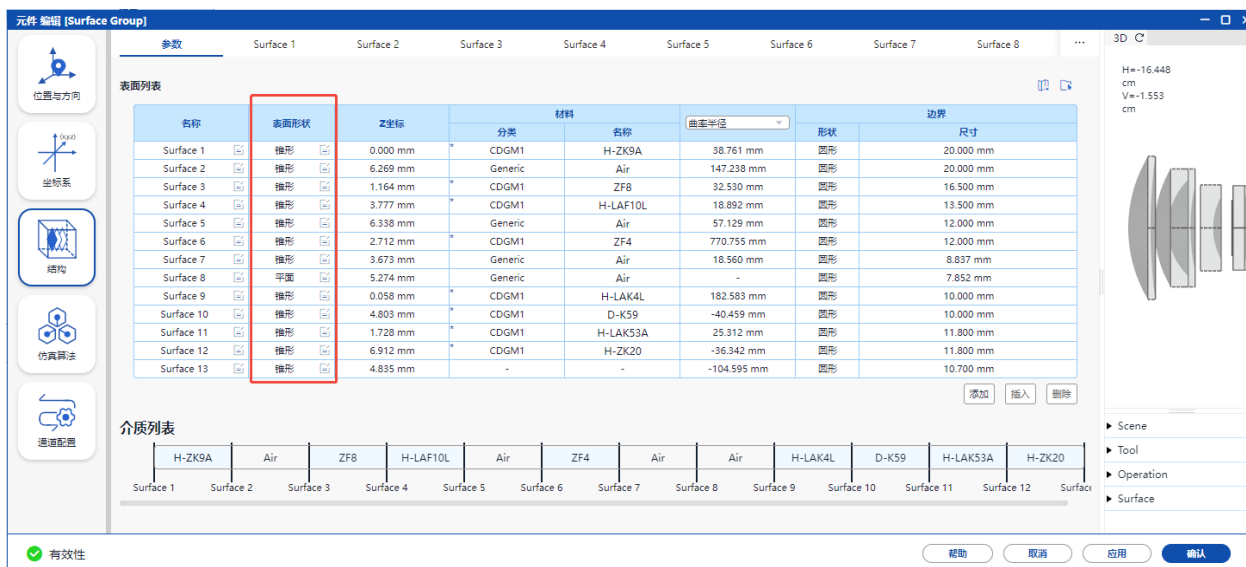 元件 编辑 [Surface Group]
参数 Surface 1 Surface 2 Surface 3 Surface 4 Surface 5 Surface 6 Surface 7 Surface 8 ...
3D
H=-16.448
cm
V=-1.553
cm
位置与方向
(x,y,z)
坐标系
结构
仿真算法
通道配置
表面列表
名称 表面形状 Z坐标 材料 曲率半径 边界
分类 名称 形状 尺寸
Surface 1 锥形 0.000 mm * CDGM1 H-ZK9A 38.761 mm 圆形 20.000 mm
Surface 2 锥形 6.269 mm Generic Air 147.238 mm 圆形 20.000 mm
Surface 3 锥形 1.164 mm * CDGM1 ZF8 32.530 mm 圆形 16.500 mm
Surface 4 锥形 3.777 mm * CDGM1 H-LAF10L 18.892 mm 圆形 13.500 mm
Surface 5 锥形 6.338 mm Generic Air 57.129 mm 圆形 12.000 mm
Surface 6 锥形 2.712 mm * CDGM1 ZF4 770.755 mm 圆形 12.000 mm
Surface 7 锥形 3.673 mm Generic Air 18.560 mm 圆形 8.837 mm
Surface 8 平面 5.274 mm Generic Air - 圆形 7.852 mm
Surface 9 锥形 0.058 mm * CDGM1 H-LAK4L 182.583 mm 圆形 10.000 mm
Surface 10 锥形 4.803 mm * CDGM1 D-K59 -40.459 mm 圆形 10.000 mm
Surface 11 锥形 1.728 mm * CDGM1 H-LAK53A 25.312 mm 圆形 11.800 mm
Surface 12 锥形 6.912 mm * CDGM1 H-ZK20 -36.342 mm 圆形 11.800 mm
Surface 13 锥形 4.835 mm - - -104.595 mm 圆形 10.700 mm
添加 插入 删除
介质列表
H-ZK9A Air ZF8 H-LAF10L Air ZF4 Air Air H-LAK4L D-K59 H-LAK53A H-ZK20
Surface 1 Surface 2 Surface 3 Surface 4 Surface 5 Surface 6 Surface 7 Surface 8 Surface 9 Surface 10 Surface 11 Surface 12 Surface
Scene
Tool
Operation
Surface
有效性 帮助 取消 应用 确认